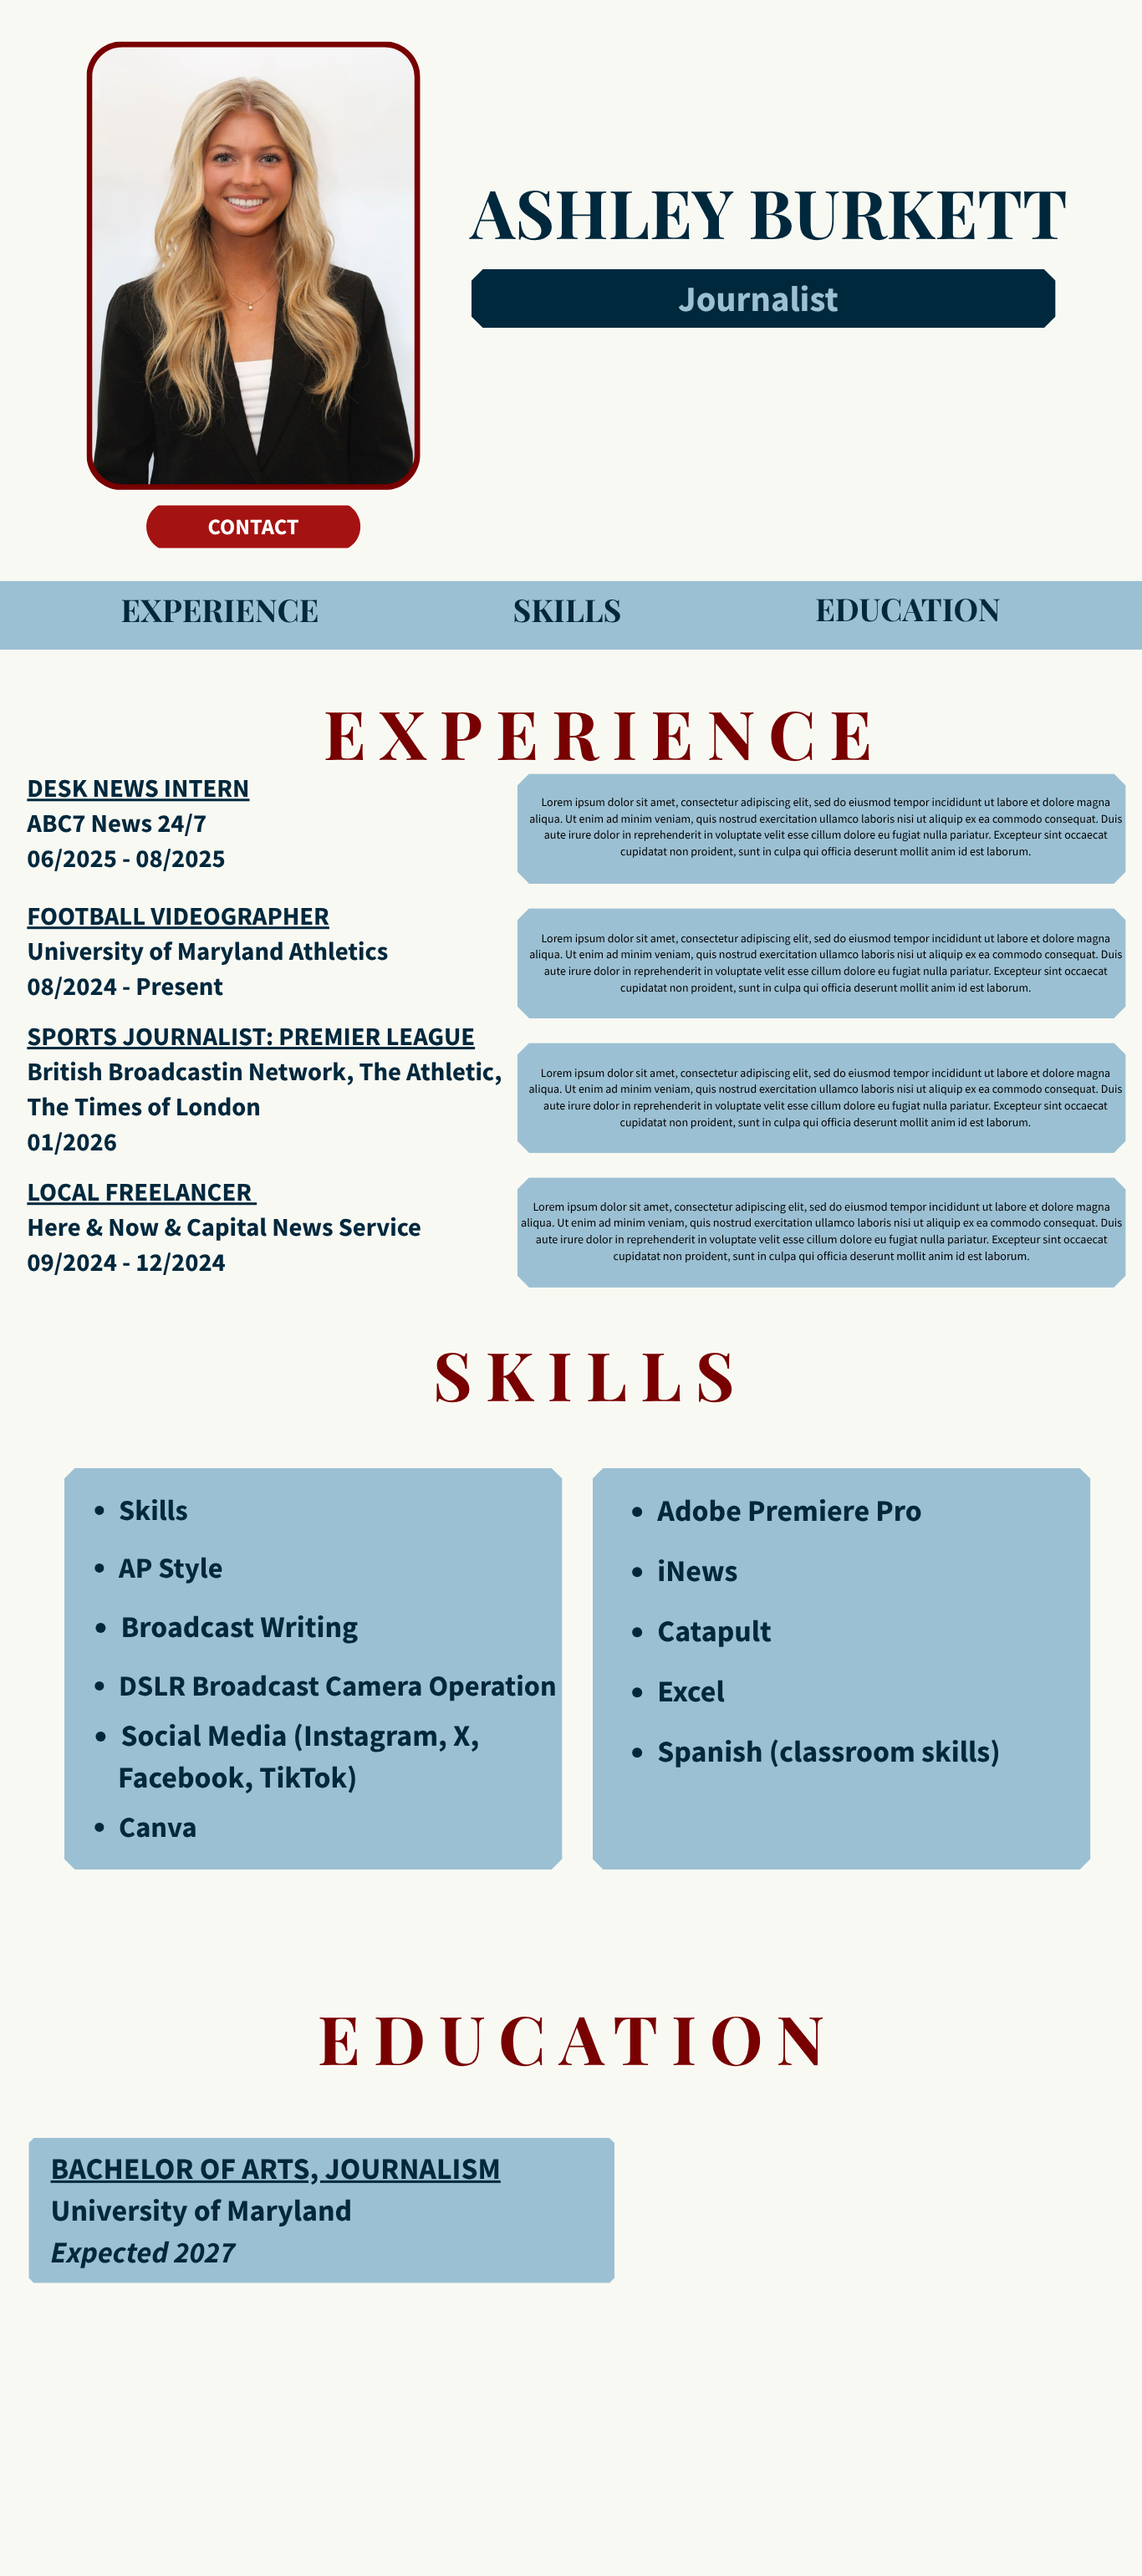 ASHLEY BURKETT
Journalist
CONTACT
EXPERIENCE
SKILLS
EDUCATION
EXPERIENCE
DESK NEWS INTERN
ABC7 News 24/7
06/2025 - 08/2025
Lorem ipsum dolor sit amet, consectetur adipiscing elit, sed do eiusmod tempor incididunt ut labore et dolore magna
aliqua. Ut enim ad minim veniam, quis nostrud exercitation ullamco laboris nisi ut aliquip ex ea commodo consequat. Duis
aute irure dolor in reprehenderit in voluptate velit esse cillum dolore eu fugiat nulla pariatur. Excepteur sint occaecat
cupidatat non proident, sunt in culpa qui officia deserunt mollit anim id est laborum.
FOOTBALL VIDEOGRAPHER
University of Maryland Athletics
08/2024 - Present
Lorem ipsum dolor sit amet, consectetur adipiscing elit, sed do eiusmod tempor incididunt ut labore et dolore magna
aliqua. Ut enim ad minim veniam, quis nostrud exercitation ullamco laboris nisi ut aliquip ex ea commodo consequat. Duis
aute irure dolor in reprehenderit in voluptate velit esse cillum dolore eu fugiat nulla pariatur. Excepteur sint occaecat
cupidatat non proident, sunt in culpa qui officia deserunt mollit anim id est laborum.
SPORTS JOURNALIST: PREMIER LEAGUE
British Broadcastin Network, The Athletic,
The Times of London
01/2026
Lorem ipsum dolor sit amet, consectetur adipiscing elit, sed do eiusmod tempor incididunt ut labore et dolore magna
aliqua. Ut enim ad minim veniam, quis nostrud exercitation ullamco laboris nisi ut aliquip ex ea commodo consequat. Duis
aute irure dolor in reprehenderit in voluptate velit esse cillum dolore eu fugiat nulla pariatur. Excepteur sint occaecat
cupidatat non proident, sunt in culpa qui officia deserunt mollit anim id est laborum.
LOCAL FREELANCER
Here & Now & Capital News Service
09/2024 - 12/2024
Lorem ipsum dolor sit amet, consectetur adipiscing elit, sed do eiusmod tempor incididunt ut labore et dolore magna
aliqua. Ut enim ad minim veniam, quis nostrud exercitation ullamco laboris nisi ut aliquip ex ea commodo consequat. Duis
aute irure dolor in reprehenderit in voluptate velit esse cillum dolore eu fugiat nulla pariatur. Excepteur sint occaecat
cupidatat non proident, sunt in culpa qui officia deserunt mollit anim id est laborum.
SKILLS
• Skills
• AP Style
• Broadcast Writing
• DSLR Broadcast Camera Operation
• Social Media (Instagram, X,
Facebook, TikTok)
• Canva
• Adobe Premiere Pro
• iNews
• Catapult
• Excel
• Spanish (classroom skills)
EDUCATION
BACHELOR OF ARTS, JOURNALISM
University of Maryland
Expected 2027